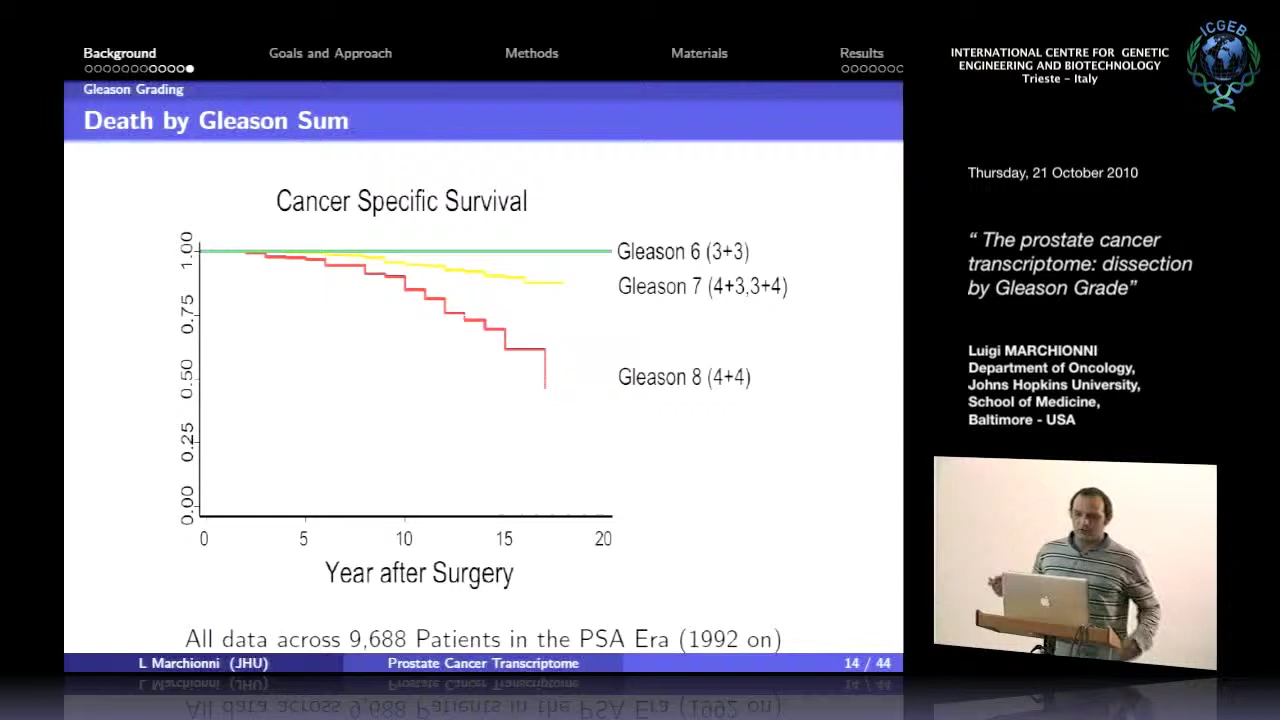 Background Goals and Approach Methods Materials Results
Gleason Grading
Death by Gleason Sum
Cancer Specific Survival
1.00
0.75
0.50
0.25
0.00
Gleason 6 (3+3)
Gleason 7 (4+3,3+4)
Gleason 8 (4+4)
0 5 10 15 20
Year after Surgery
All data across 9,688 Patients in the PSA Era (1992 on)
L Marchionni (JHU) Prostate Cancer Transcriptome 14 / 44
INTERNATIONAL CENTRE FOR GENETIC
ENGINEERING AND BIOTECHNOLOGY
Trieste - Italy
ICGEB
Thursday, 21 October 2010
“ The prostate cancer
transcriptome: dissection
by Gleason Grade”
Luigi MARCHIONNI
Department of Oncology,
Johns Hopkins University,
School of Medicine,
Baltimore - USA